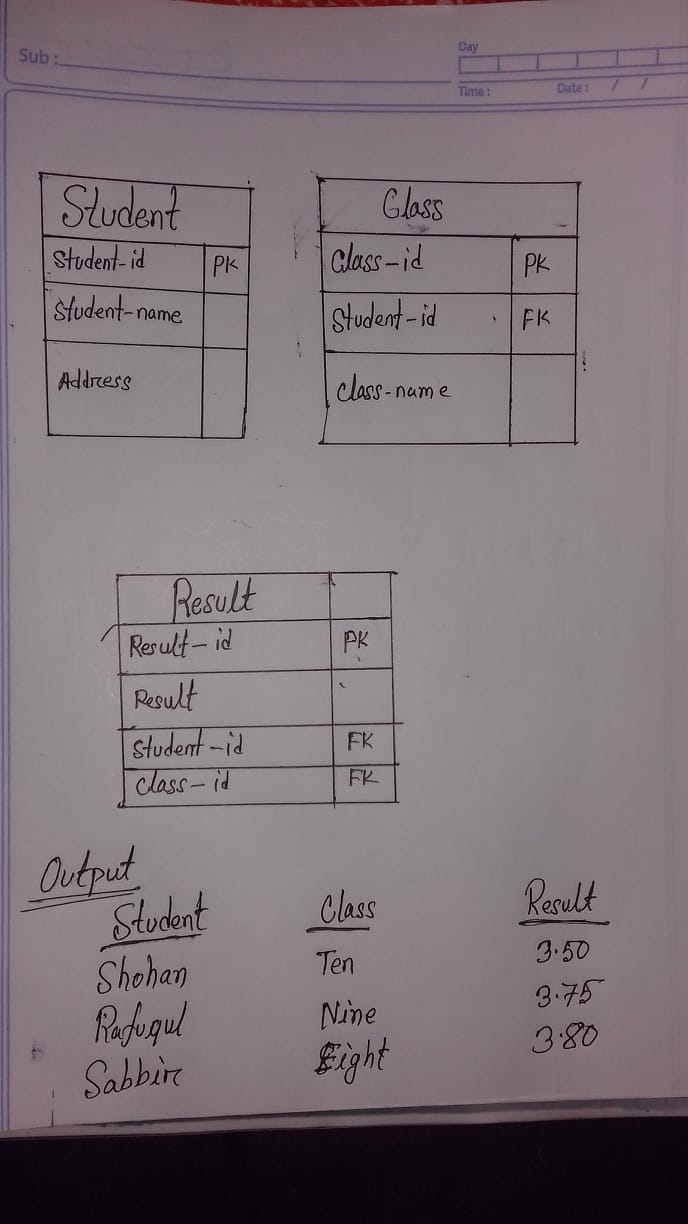 Sub :
Day
Time : Date : / /
Student
Student-id PK
Student-name
Address
Class
Class-id PK
Student-id FK
Class-name
Result
Result-id PK
Result
Student-id FK
Class-id FK
Output
Student Class Result
Shohan Ten 3.50
Rafuqul Nine 3.75
Sabbir Eight 3.80